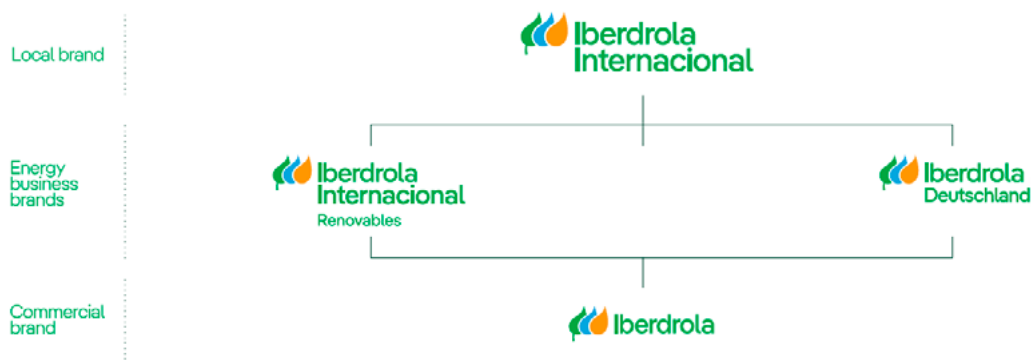 Local brand
Iberdrola
Internacional
Energy
business
brands
Iberdrola
Internacional
Renovables
Iberdrola
Deutschland
Commercial
brand
Iberdrola